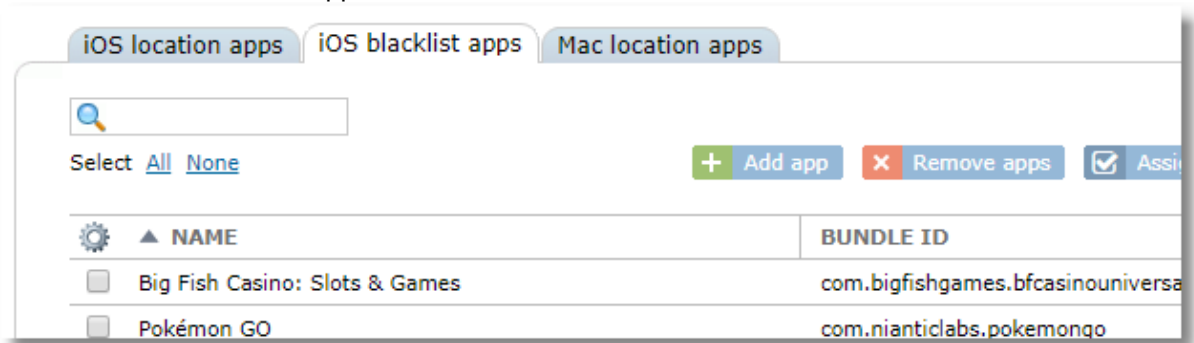 iOS location apps iOS blacklist apps Mac location apps
Select All None
Add app Remove apps
NAME BUNDLE ID
Big Fish Casino: Slots & Games com.bigfishgames.bfcasinouniversa
Pokémon GO com.nianticlabs.pokemongo